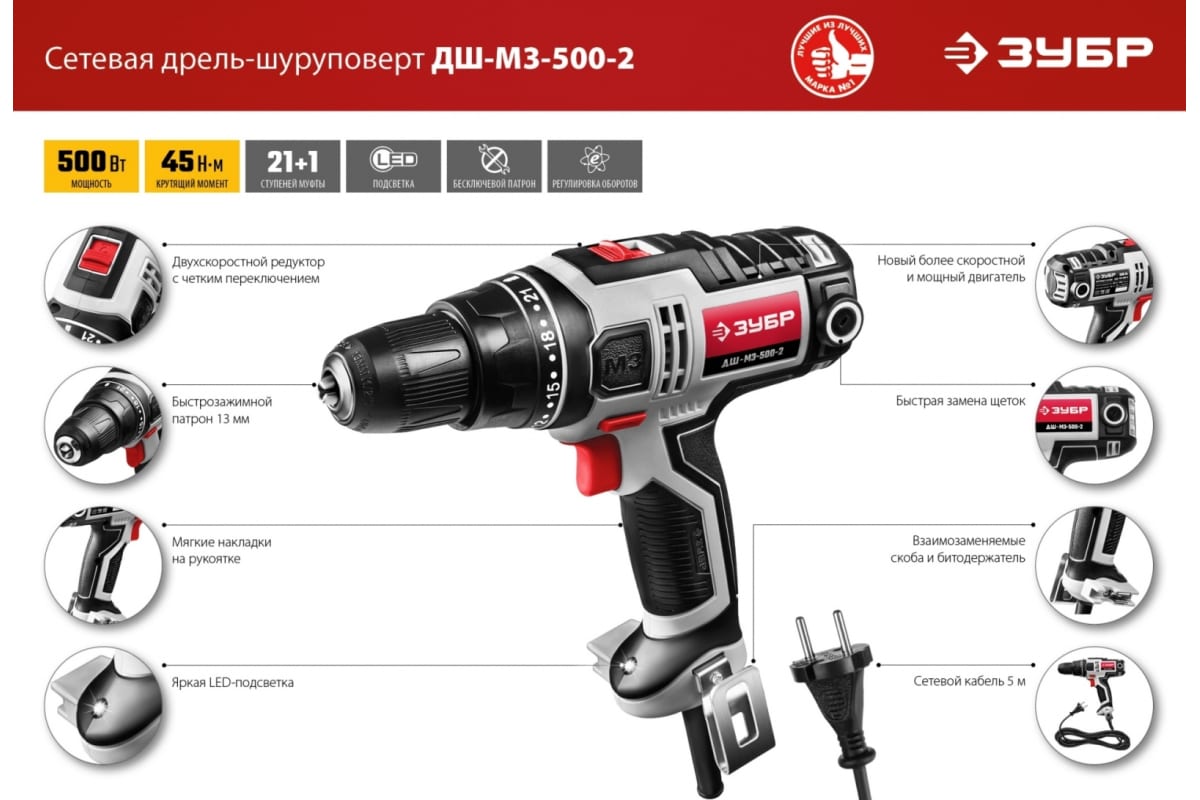 Сетевая дрель-шуруповерт ДШ-М3-500-2
ЛУЧШИЕ ИЗ ЛУЧШИХ
МАРКА №1
ЗУБР
500 Вт
МОЩНОСТЬ
45 Н·м
КРУТЯЩИЙ МОМЕНТ
21+1
СТУПЕНЕЙ МУФТЫ
LED
ПОДСВЕТКА
БЕСКЛЮЧЕВОЙ ПАТРОН
e
РЕГУЛИРОВКА ОБОРОТОВ
Двухскоростной редуктор
с четким переключением
Быстрозажимной
патрон 13 мм
Мягкие накладки
на рукоятке
Яркая LED-подсветка
21
18
15
12
М3
ЗУБР
ДШ-М3-500-2
Новый более скоростной
и мощный двигатель
Быстрая замена щеток
Взаимозаменяемые
скоба и битодержатель
Сетевой кабель 5 м
21
ЗУБР
ЗУБР
ДШ-М3-500-2